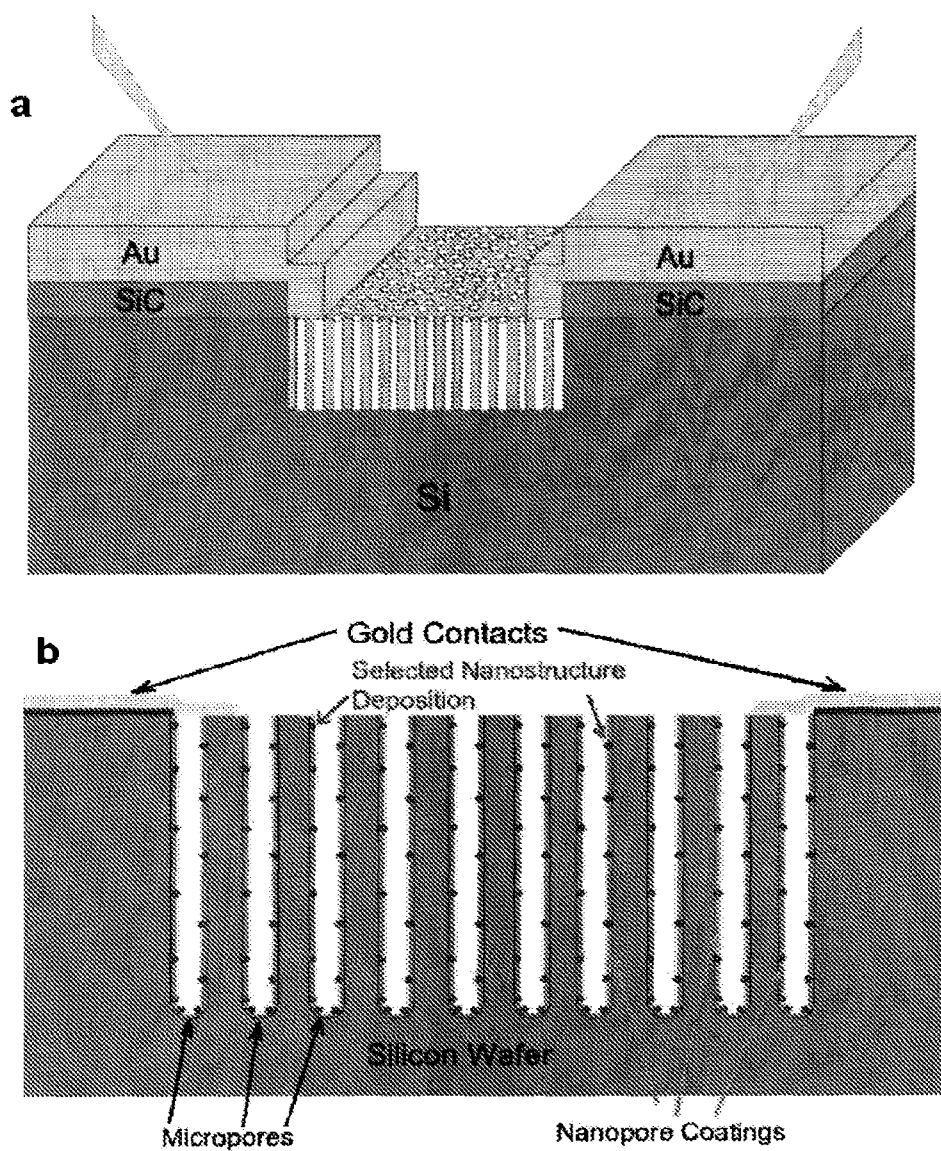 a
Au
Au
SiC
SiC
Si
b
Gold Contacts
Selected Nanostructure
Deposition
Silicon Wafer
Micropores
Nanopore Coatings